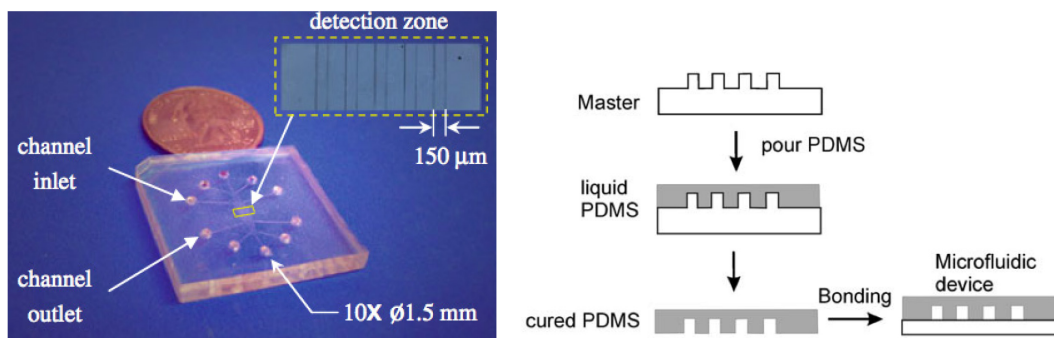 detection zone
150 µm
channel
inlet
channel
outlet
10X ø1.5 mm
Master
pour PDMS
liquid
PDMS
cured PDMS
Bonding
Microfluidic
device